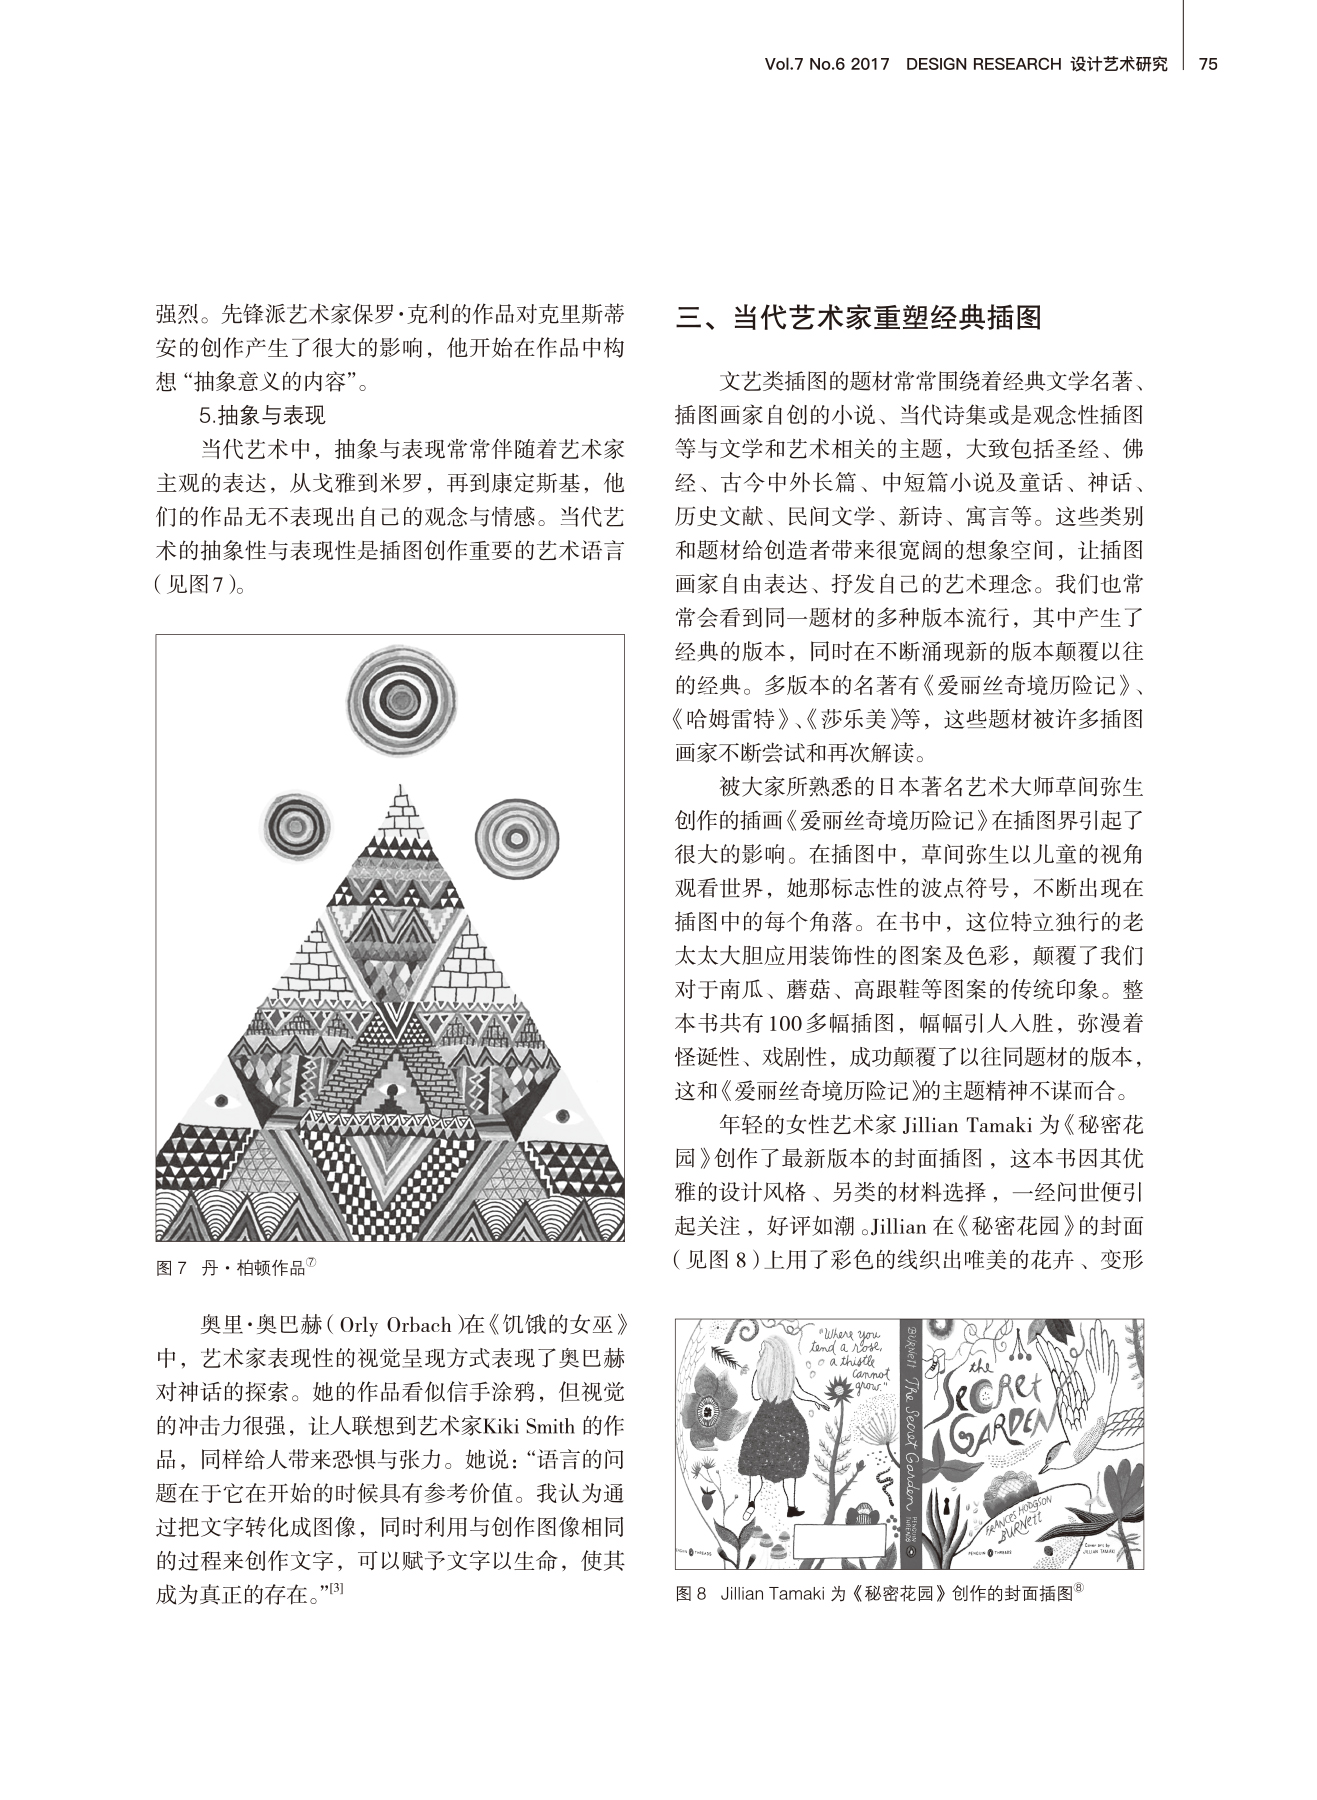 Vol.7 No.6 2017 DESIGN RESEARCH 设计艺术研究 75
强烈。先锋派艺术家保罗·克利的作品对克里斯蒂
安的创作产生了很大的影响，他开始在作品中构
想“抽象意义的内容”。
5.抽象与表现
当代艺术中，抽象与表现常常伴随着艺术家
主观的表达，从戈雅到米罗，再到康定斯基，他
们的作品无不表现出自己的观念与情感。当代艺
术的抽象性与表现性是插图创作重要的艺术语言
（见图7）。
图 7 丹·柏顿作品⑦
奥里·奥巴赫（Orly Orbach）在《饥饿的女巫》
中，艺术家表现性的视觉呈现方式表现了奥巴赫
对神话的探索。她的作品看似信手涂鸦，但视觉
的冲击力很强，让人联想到艺术家Kiki Smith 的作
品，同样给人带来恐惧与张力。她说：“语言的问
题在于它在开始的时候具有参考价值。我认为通
过把文字转化成图像，同时利用与创作图像相同
的过程来创作文字，可以赋予文字以生命，使其
成为真正的存在。”[3]
三、当代艺术家重塑经典插图
文艺类插图的题材常常围绕着经典文学名著、
插图画家自创的小说、当代诗集或是观念性插图
等与文学和艺术相关的主题，大致包括圣经、佛
经、古今中外长篇、中短篇小说及童话、神话、
历史文献、民间文学、新诗、寓言等。这些类别
和题材给创造者带来很宽阔的想象空间，让插图
画家自由表达、抒发自己的艺术理念。我们也常
常会看到同一题材的多种版本流行，其中产生了
经典的版本，同时在不断涌现新的版本颠覆以往
的经典。多版本的名著有《爱丽丝奇境历险记》、
《哈姆雷特》、《莎乐美》等，这些题材被许多插图
画家不断尝试和再次解读。
被大家所熟悉的日本著名艺术大师草间弥生
创作的插画《爱丽丝奇境历险记》在插图界引起了
很大的影响。在插图中，草间弥生以儿童的视角
观看世界，她那标志性的波点符号，不断出现在
插图中的每个角落。在书中，这位特立独行的老
太太大胆应用装饰性的图案及色彩，颠覆了我们
对于南瓜、蘑菇、高跟鞋等图案的传统印象。整
本书共有100多幅插图，幅幅引人入胜，弥漫着
怪诞性、戏剧性，成功颠覆了以往同题材的版本，
这和《爱丽丝奇境历险记》的主题精神不谋而合。
年轻的女性艺术家 Jillian Tamaki 为《秘密花
园》创作了最新版本的封面插图，这本书因其优
雅的设计风格、另类的材料选择，一经问世便引
起关注，好评如潮。Jillian 在《秘密花园》的封面
（见图 8）上用了彩色的线织出唯美的花卉、变形
"Where you
tend a rose,
a thistle
cannot
grow."
BURNETT The Secret Garden PENGUIN THREADS
the
SECRET
GARDEN
FRANCES HODGSON
BURNETT
PENGUIN THREADS
Cover art by
JILLIAN TAMAKI
图 8 Jillian Tamaki 为《秘密花园》创作的封面插图⑧